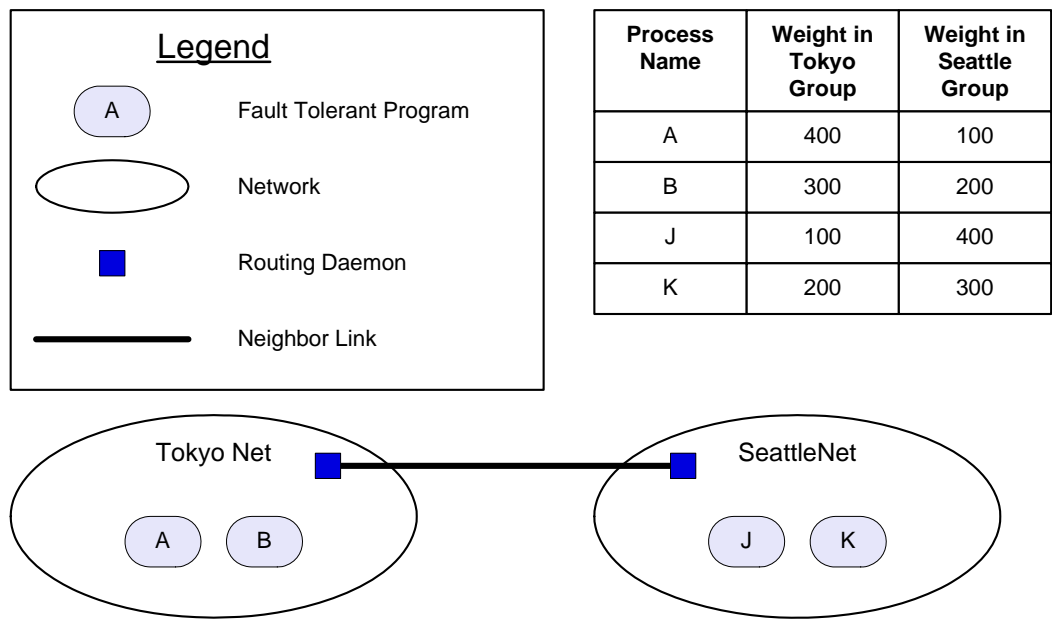 Legend
A
Fault Tolerant Program
Network
Routing Daemon
Neighbor Link
Process Name
Weight in Tokyo Group
Weight in Seattle Group
A 400 100
B 300 200
J 100 400
K 200 300
Tokyo Net
SeattleNet
A B
J K